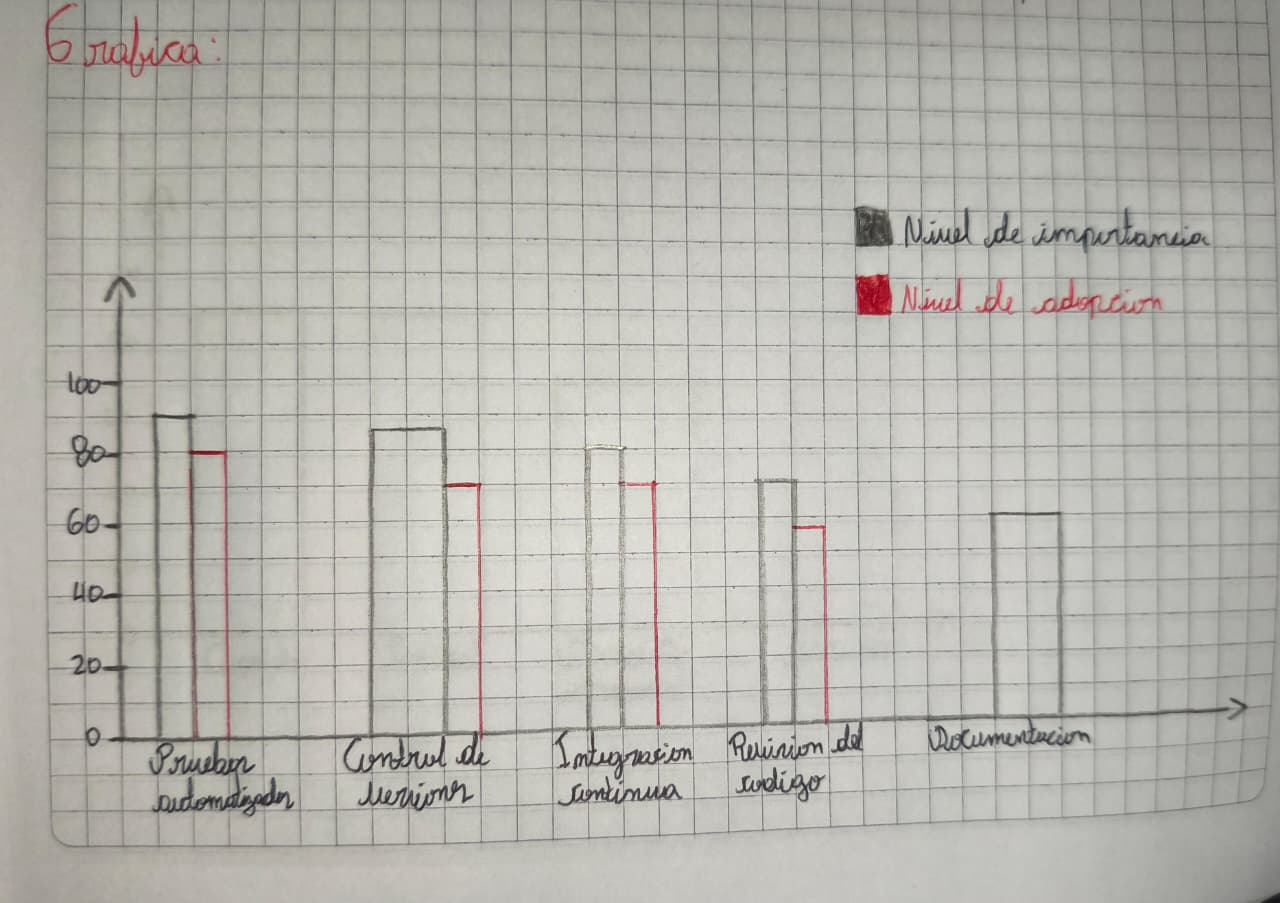 Grafica:
Nivel de importancia
Nivel de adopcion
100
80
60
40
20
0
Pruebas automatizadas
Control de versiones
Integracion continua
Revision del codigo
Documentacion